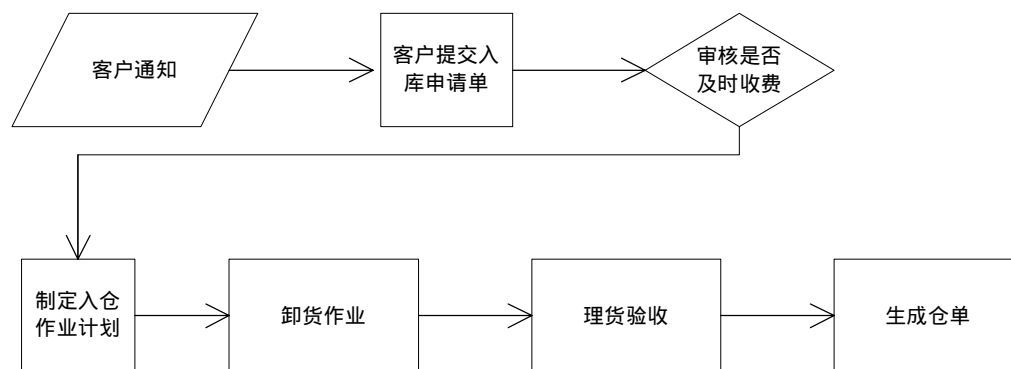 客户通知
客户提交入
库申请单
审核是否
及时收费
制定入仓
作业计划
卸货作业
理货验收
生成仓单